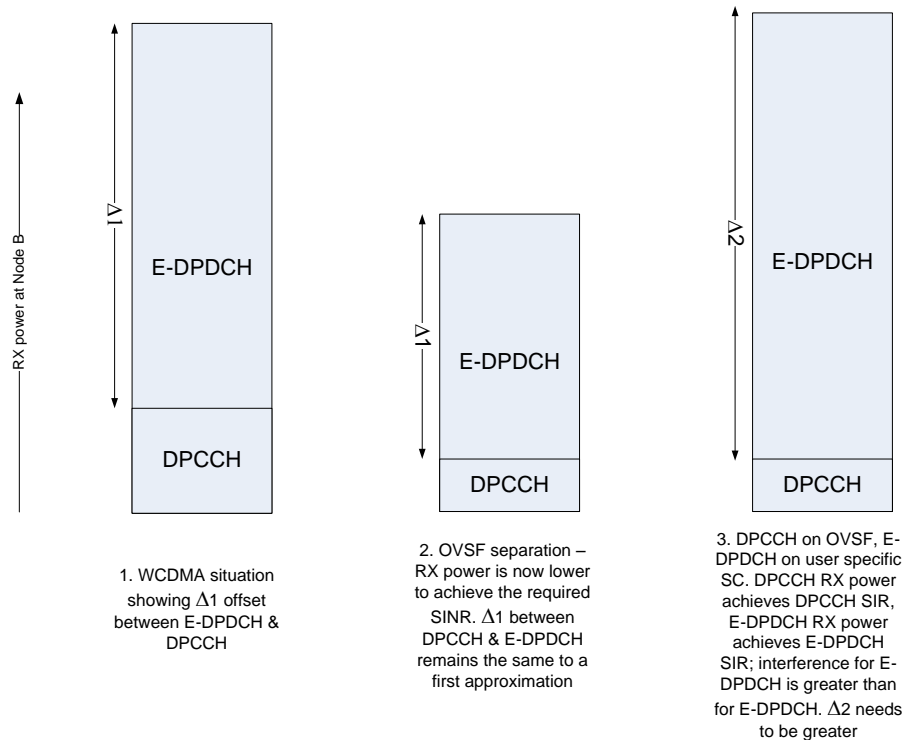 RX power at Node B
Δ1
E-DPDCH
DPCCH
1. WCDMA situation
showing Δ1 offset
between E-DPDCH &
DPCCH
Δ1
E-DPDCH
DPCCH
2. OVSF separation –
RX power is now lower
to achieve the required
SINR. Δ1 between
DPCCH & E-DPDCH
remains the same to a
first approximation
Δ2
E-DPDCH
DPCCH
3. DPCCH on OVSF, E-
DPDCH on user specific
SC. DPCCH RX power
achieves DPCCH SIR,
E-DPDCH RX power
achieves E-DPDCH
SIR; interference for E-
DPDCH is greater than
for E-DPDCH. Δ2 needs
to be greater